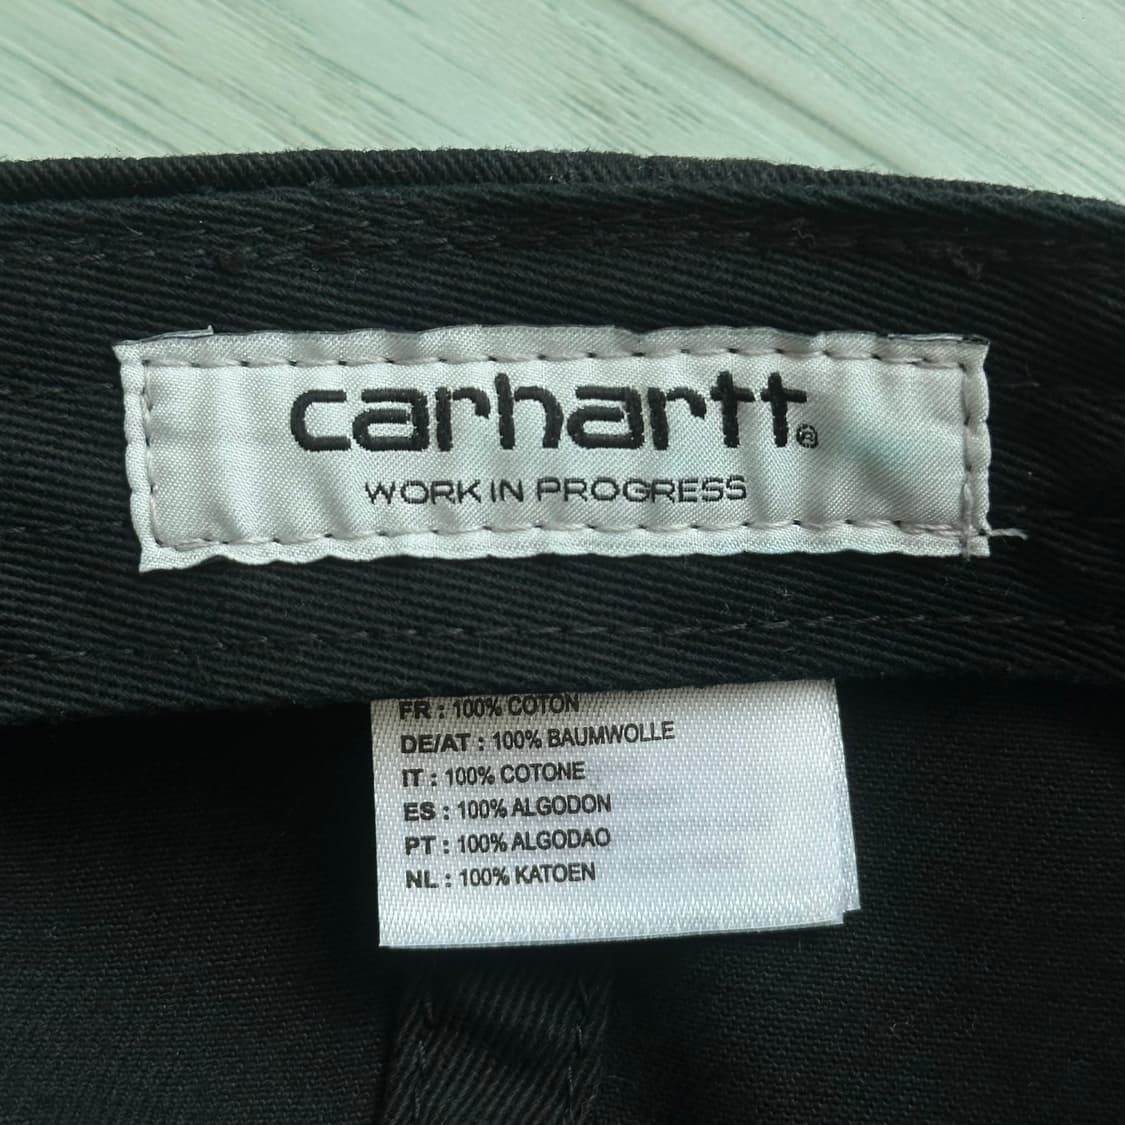 carhartt®
WORK IN PROGRESS
FR : 100% COTON
DE/AT : 100% BAUMWOLLE
IT : 100% COTONE
ES : 100% ALGODON
PT : 100% ALGODAO
NL : 100% KATOEN